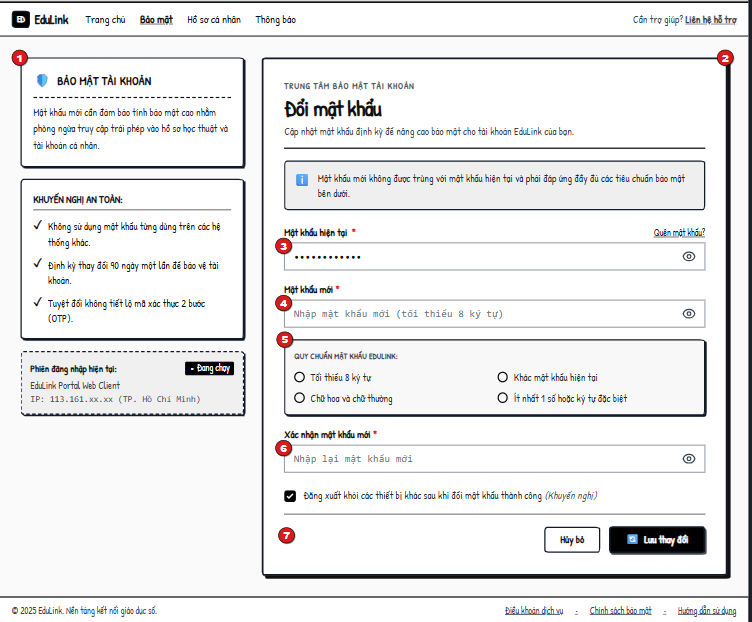 ED EduLink Trang chủ Bảo mật Hồ sơ cá nhân Thông báo Cần trợ giúp? Liên hệ hỗ trợ
1
BẢO MẬT TÀI KHOẢN
Mật khẩu mới cần đảm bảo tính bảo mật cao nhằm
phòng ngừa truy cập trái phép vào hồ sơ học thuật và
tài khoản cá nhân.
KHUYẾN NGHỊ AN TOÀN:
✓ Không sử dụng mật khẩu từng dùng trên các hệ
thống khác.
✓ Định kỳ thay đổi 90 ngày một lần để bảo vệ tài
khoản.
✓ Tuyệt đối không tiết lộ mã xác thực 2 bước
(OTP).
Phiên đăng nhập hiện tại: • Đang chạy
EduLink Portal Web Client
IP: 113.161.xx.xx (TP. Hồ Chí Minh)
2
TRUNG TÂM BẢO MẬT TÀI KHOẢN
Đổi mật khẩu
Cập nhật mật khẩu định kỳ để nâng cao bảo mật cho tài khoản EduLink của bạn.
Mật khẩu mới không được trùng với mật khẩu hiện tại và phải đáp ứng đầy đủ các tiêu chuẩn bảo mật
bên dưới.
Mật khẩu hiện tại * Quên mật khẩu?
3
••••••••••••
Mật khẩu mới *
4
Nhập mật khẩu mới (tối thiểu 8 ký tự)
5
QUY CHUẨN MẬT KHẨU EDULINK:
Tối thiểu 8 ký tự Khác mật khẩu hiện tại
Chữ hoa và chữ thường Ít nhất 1 số hoặc ký tự đặc biệt
Xác nhận mật khẩu mới *
6
Nhập lại mật khẩu mới
Đăng xuất khỏi các thiết bị khác sau khi đổi mật khẩu thành công (Khuyến nghị)
7
Hủy bỏ Lưu thay đổi
© 2025 EduLink. Nền tảng kết nối giáo dục số. Điều khoản dịch vụ - Chính sách bảo mật - Hướng dẫn sử dụng